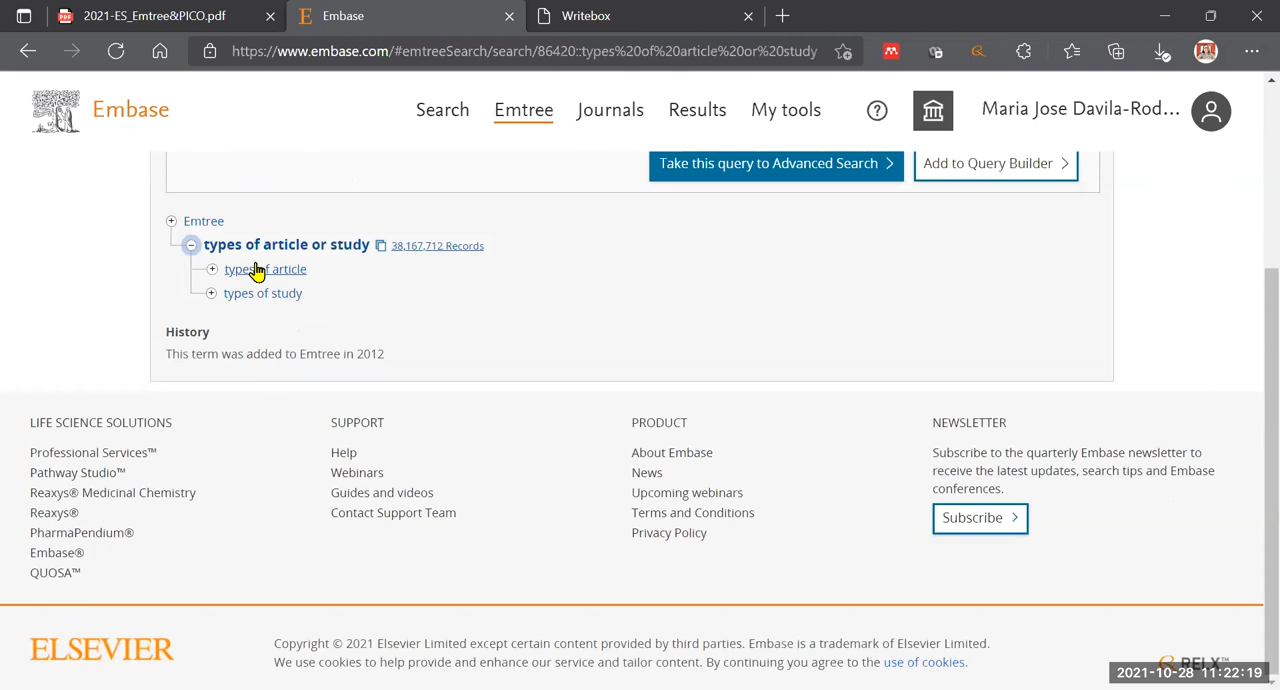 2021-ES_Emtree&PICO.pdf
Embase
Writebox
https://www.embase.com/#emtreeSearch/search/86420::types%20of%20article%20or%20study
Embase
Search
Emtree
Journals
Results
My tools
Maria Jose Davila-Rod...
Take this query to Advanced Search
Add to Query Builder
Emtree
types of article or study 38,167,712 Records
types of article
types of study
History
This term was added to Emtree in 2012
LIFE SCIENCE SOLUTIONS
Professional Services™
Pathway Studio™
Reaxys® Medicinal Chemistry
Reaxys®
PharmaPendium®
Embase®
QUOSA™
SUPPORT
Help
Webinars
Guides and videos
Contact Support Team
PRODUCT
About Embase
News
Upcoming webinars
Terms and Conditions
Privacy Policy
NEWSLETTER
Subscribe to the quarterly Embase newsletter to
receive the latest updates, search tips and Embase
conferences.
Subscribe
ELSEVIER
Copyright © 2021 Elsevier Limited except certain content provided by third parties. Embase is a trademark of Elsevier Limited.
We use cookies to help provide and enhance our service and tailor content. By continuing you agree to the use of cookies.
RELX™
2021-10-28 11:22:19